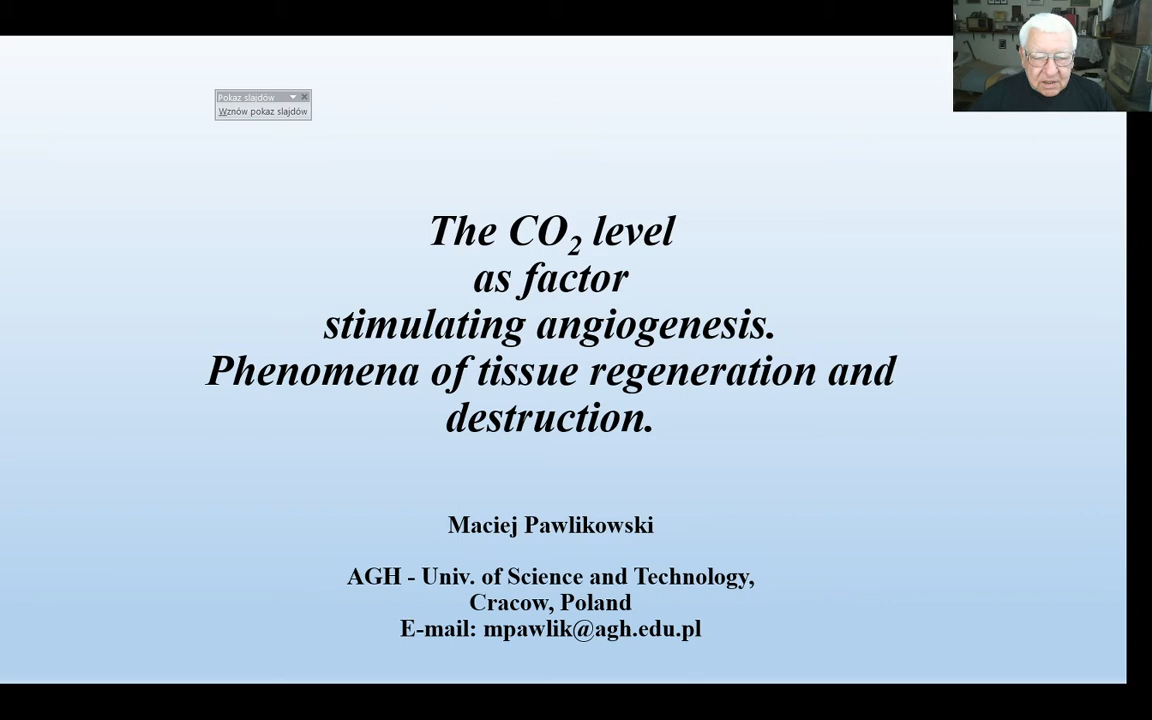 Pokaz slajdów
Wznów pokaz slajdów
The CO₂ level
as factor
stimulating angiogenesis.
Phenomena of tissue regeneration and
destruction.
Maciej Pawlikowski
AGH - Univ. of Science and Technology,
Cracow, Poland
E-mail: mpawlik@agh.edu.pl